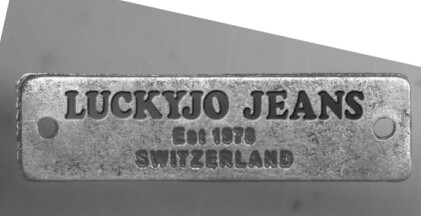 LUCKYJO JEANS
Est 1978
SWITZERLAND